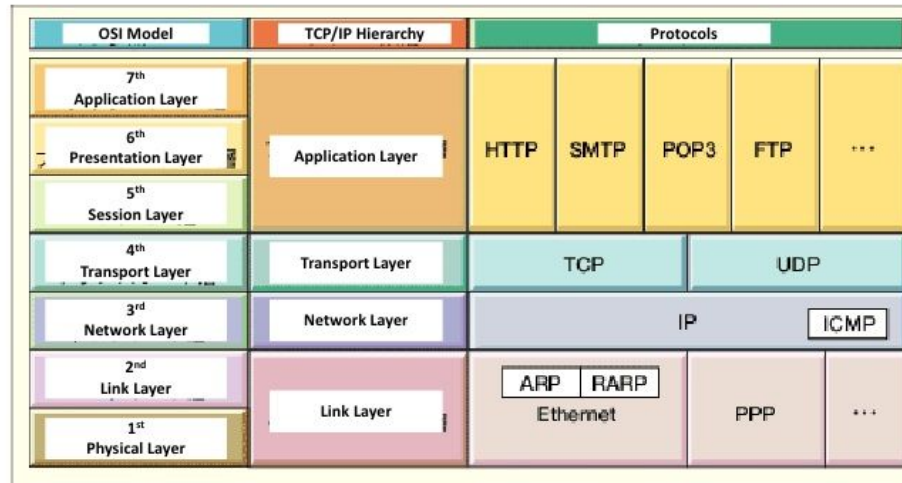 OSI Model TCP/IP Hierarchy Protocols
7th
Application Layer
6th
Presentation Layer
5th
Session Layer
Application Layer
HTTP SMTP POP3 FTP ...
4th
Transport Layer
Transport Layer
TCP UDP
3rd
Network Layer
Network Layer
IP ICMP
2nd
Link Layer
1st
Physical Layer
Link Layer
ARP RARP
Ethernet PPP ...